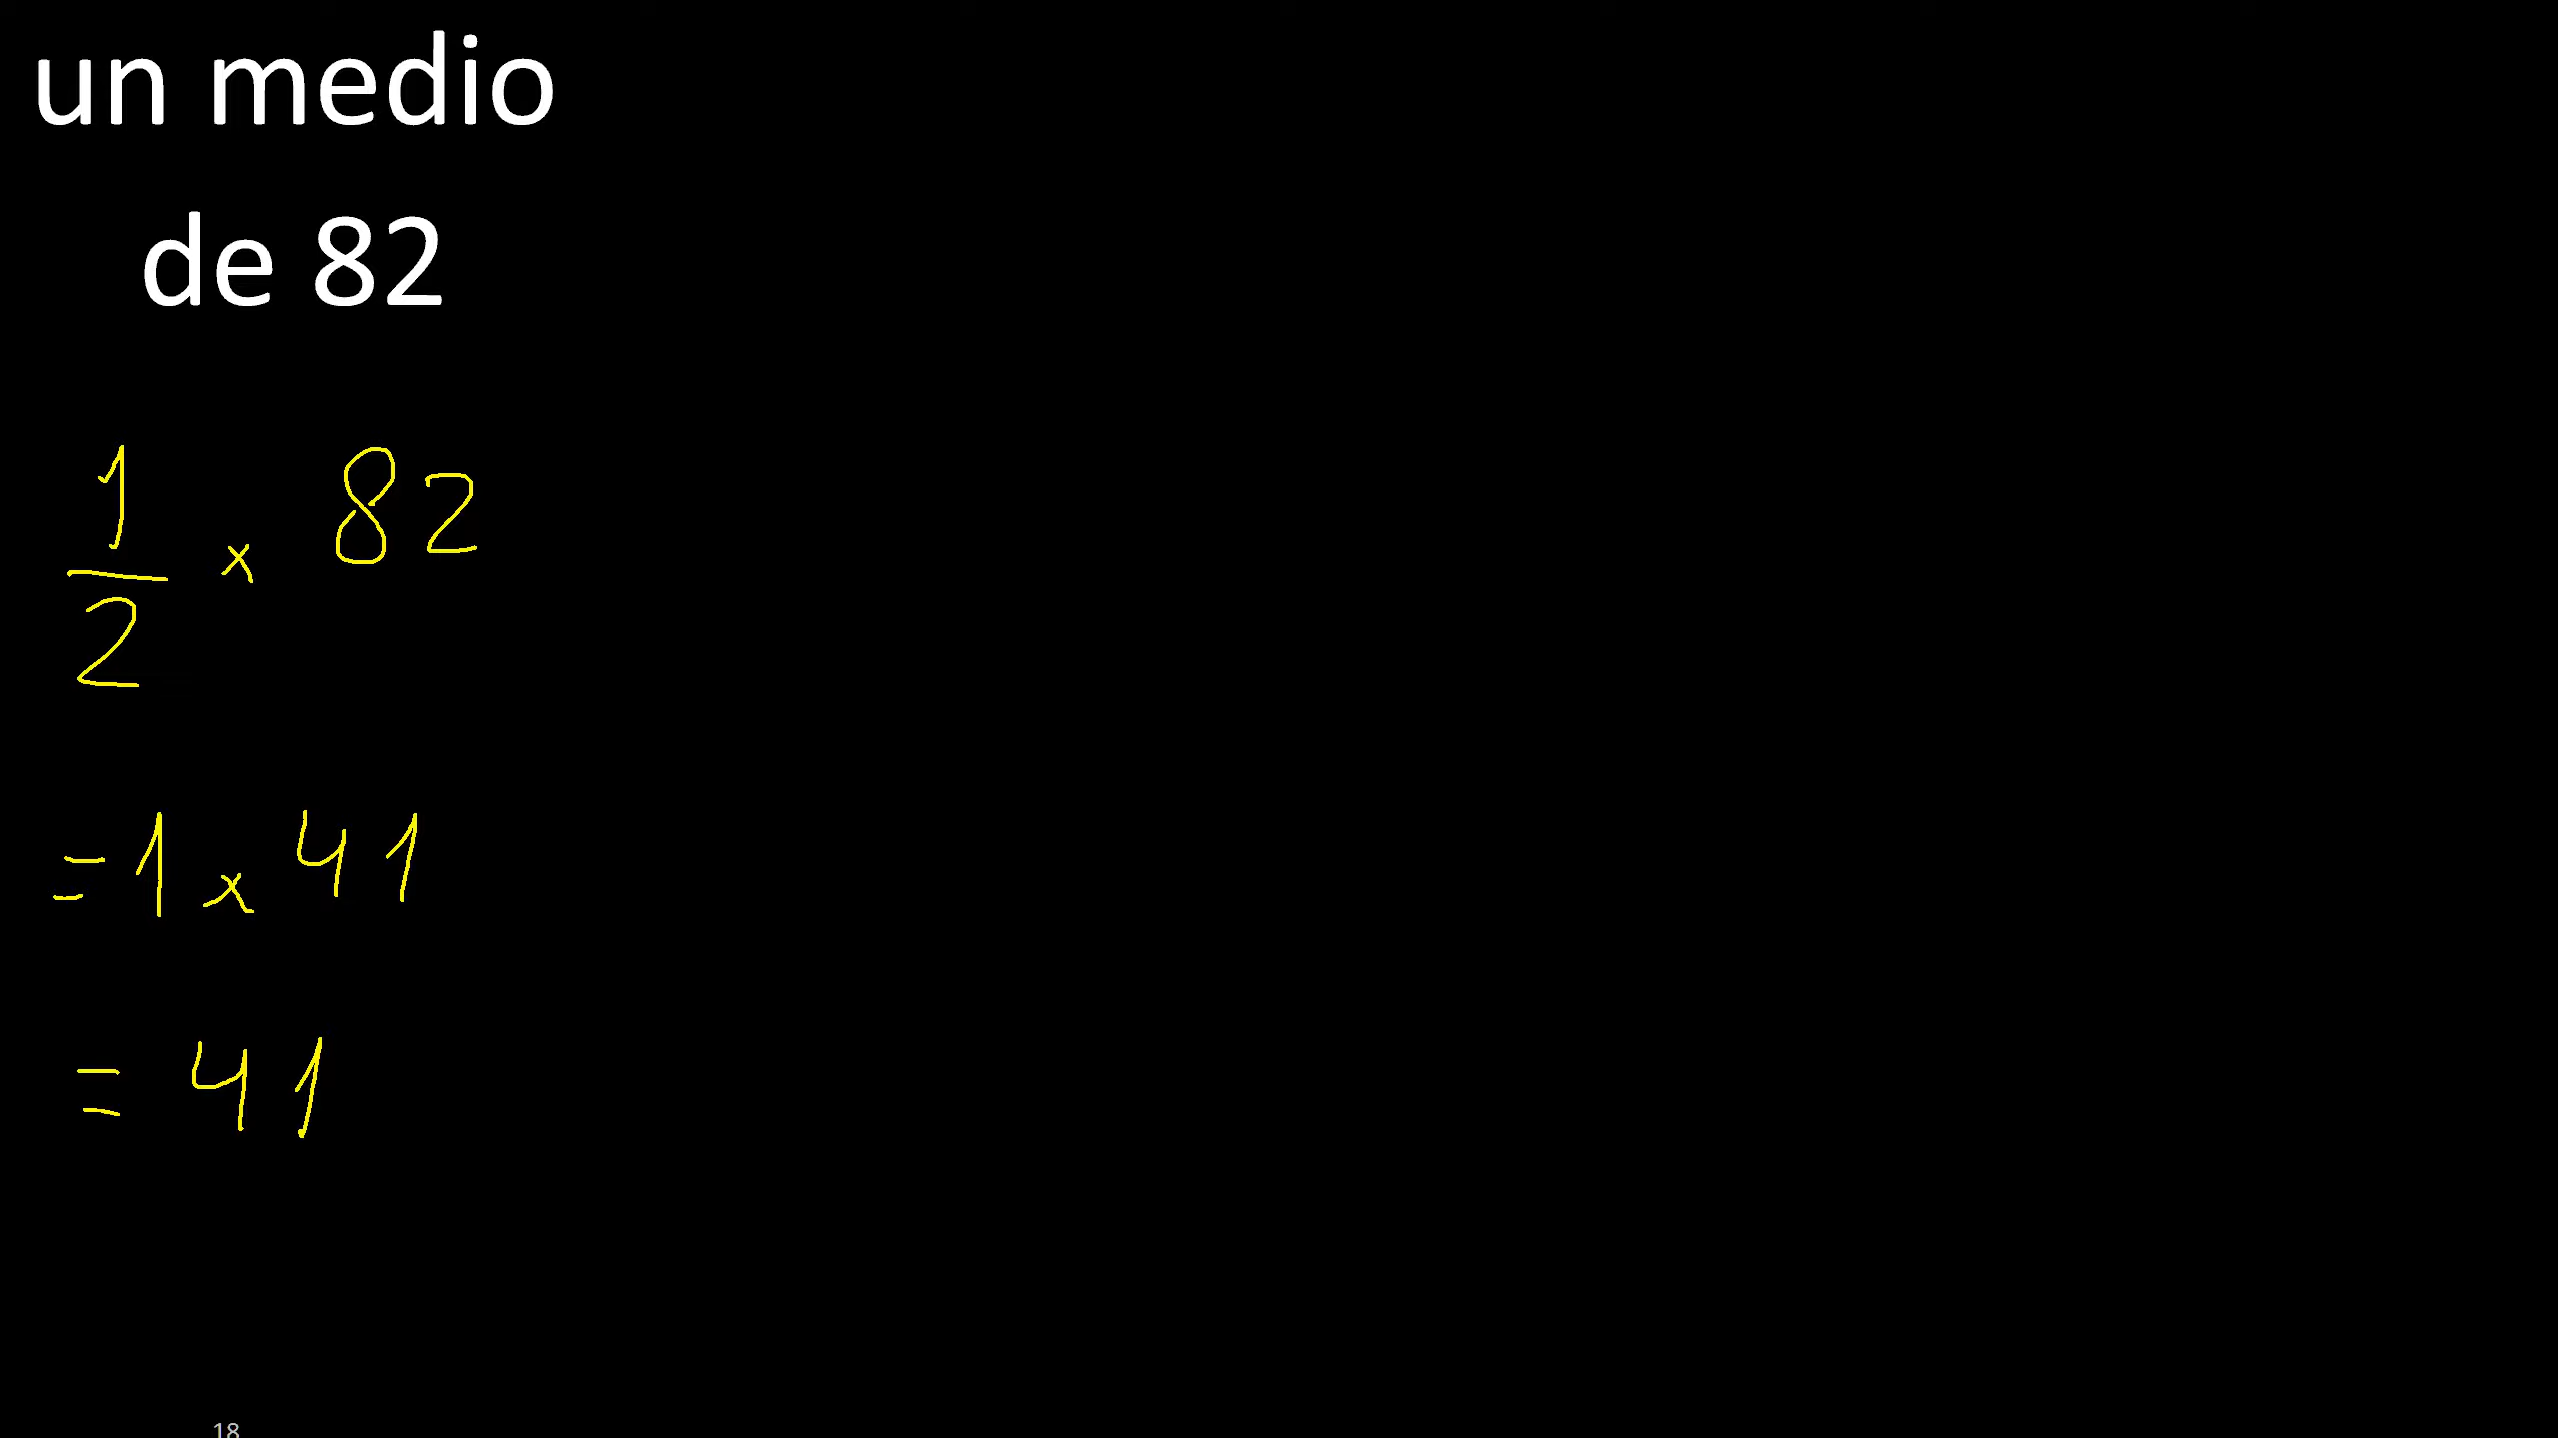 un medio
de 82
1/2 x 82
= 1 x 41
= 41
18